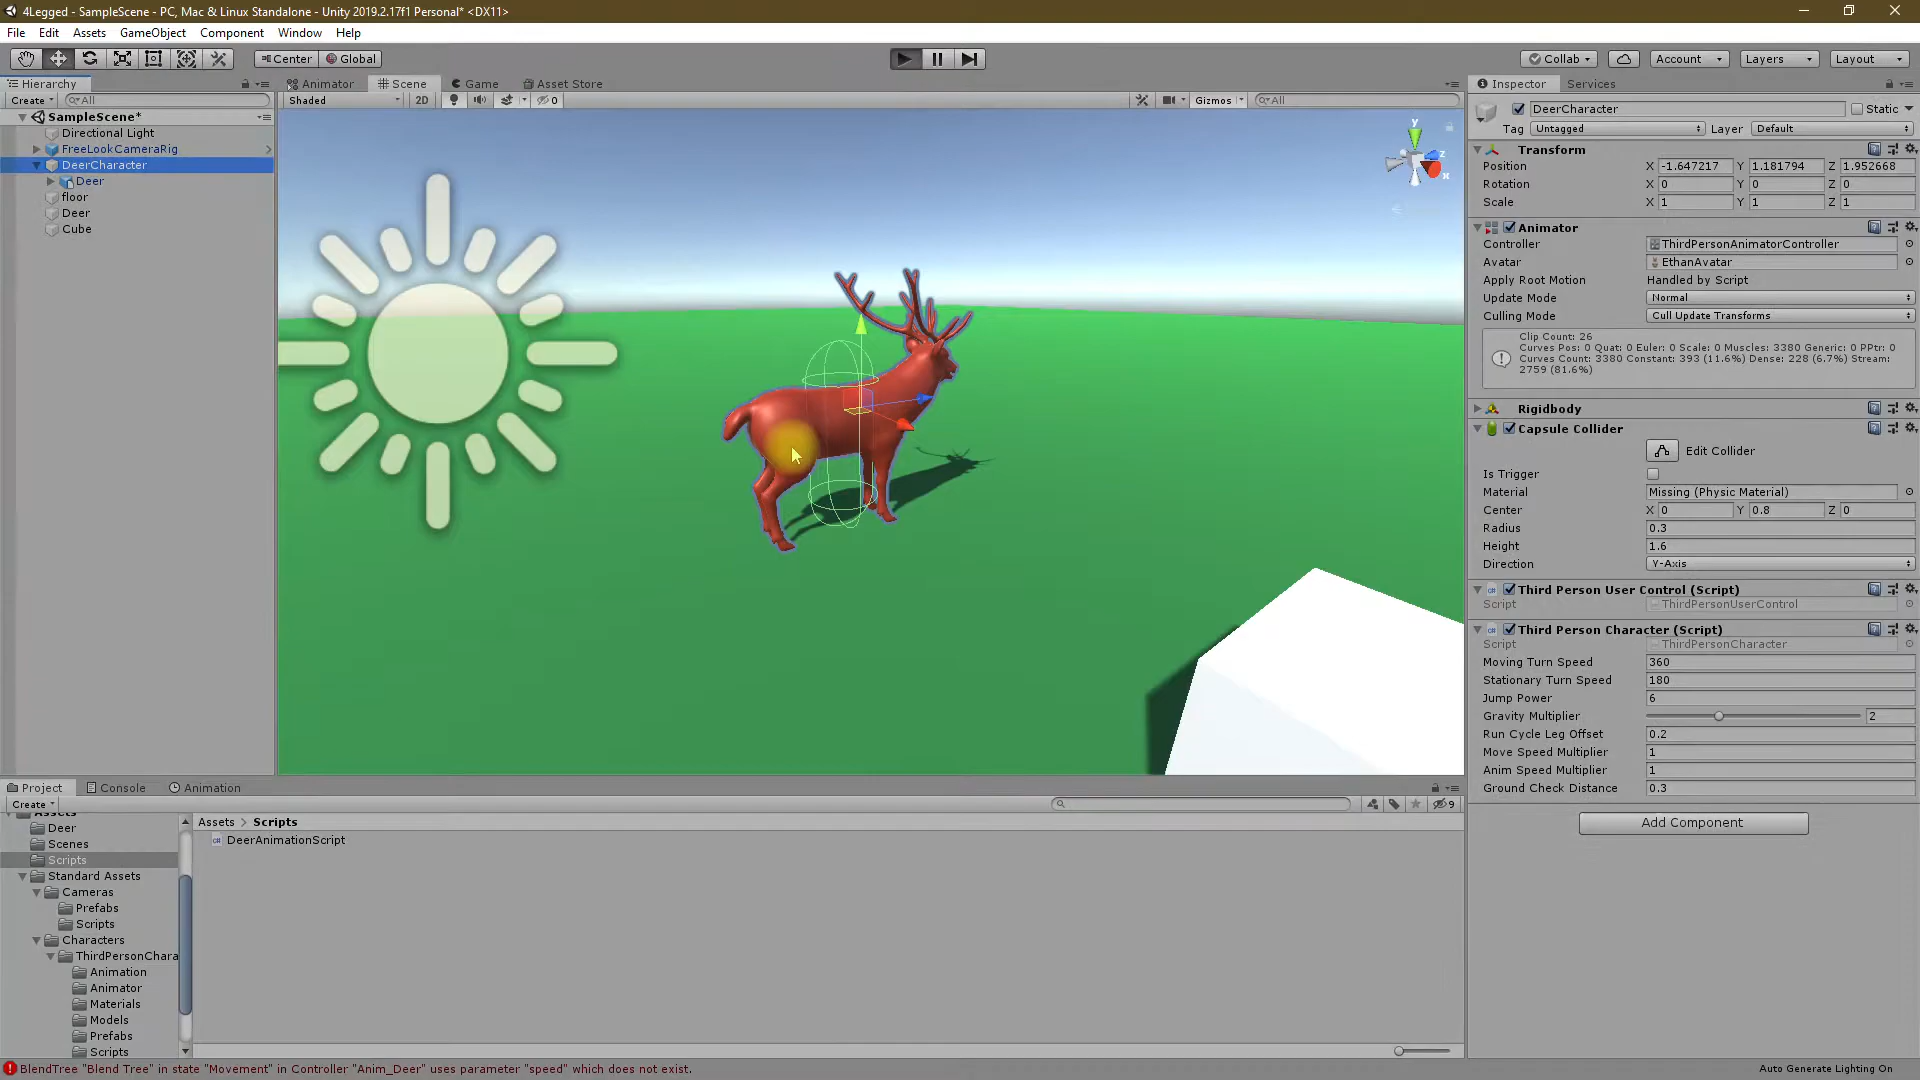 4Legged - SampleScene - PC, Mac & Linux Standalone - Unity 2019.2.17f1 Personal* <DX11>
File Edit Assets GameObject Component Window Help
Center Global Collab Account Layers Layout
Hierarchy Animator Scene Game Asset Store Inspector Services
Create All Shaded 2D 0 Gizmos All
SampleScene*
Directional Light
FreeLookCameraRig
DeerCharacter
Deer
floor
Deer
Cube
y
z
x
DeerCharacter Static
Tag Untagged Layer Default
Transform
Position X -1.647217 Y 1.181794 Z 1.952668
Rotation X 0 Y 0 Z 0
Scale X 1 Y 1 Z 1
Animator
Controller ThirdPersonAnimatorController
Avatar EthanAvatar
Apply Root Motion Handled by Script
Update Mode Normal
Culling Mode Cull Update Transforms
Clip Count: 26
Curves Pos: 0 Quat: 0 Euler: 0 Scale: 0 Muscles: 3380 Generic: 0 PPtr: 0
Curves Count: 3380 Constant: 393 (11.6%) Dense: 228 (6.7%) Stream:
2759 (81.6%)
Rigidbody
Capsule Collider
Edit Collider
Is Trigger
Material Missing (Physic Material)
Center X 0 Y 0.8 Z 0
Radius 0.3
Height 1.6
Direction Y-Axis
Third Person User Control (Script)
Script ThirdPersonUserControl
Third Person Character (Script)
Script ThirdPersonCharacter
Moving Turn Speed 360
Stationary Turn Speed 180
Jump Power 6
Gravity Multiplier 2
Run Cycle Leg Offset 0.2
Move Speed Multiplier 1
Anim Speed Multiplier 1
Ground Check Distance 0.3
Add Component
Project Console Animation
Create 9
Assets
Deer
Scenes
Scripts
Standard Assets
Cameras
Prefabs
Scripts
Characters
ThirdPersonChara
Animation
Animator
Materials
Models
Prefabs
Scripts
Assets > Scripts
DeerAnimationScript
BlendTree "Blend Tree" in state "Movement" in Controller "Anim_Deer" uses parameter "speed" which does not exist.
Auto Generate Lighting On